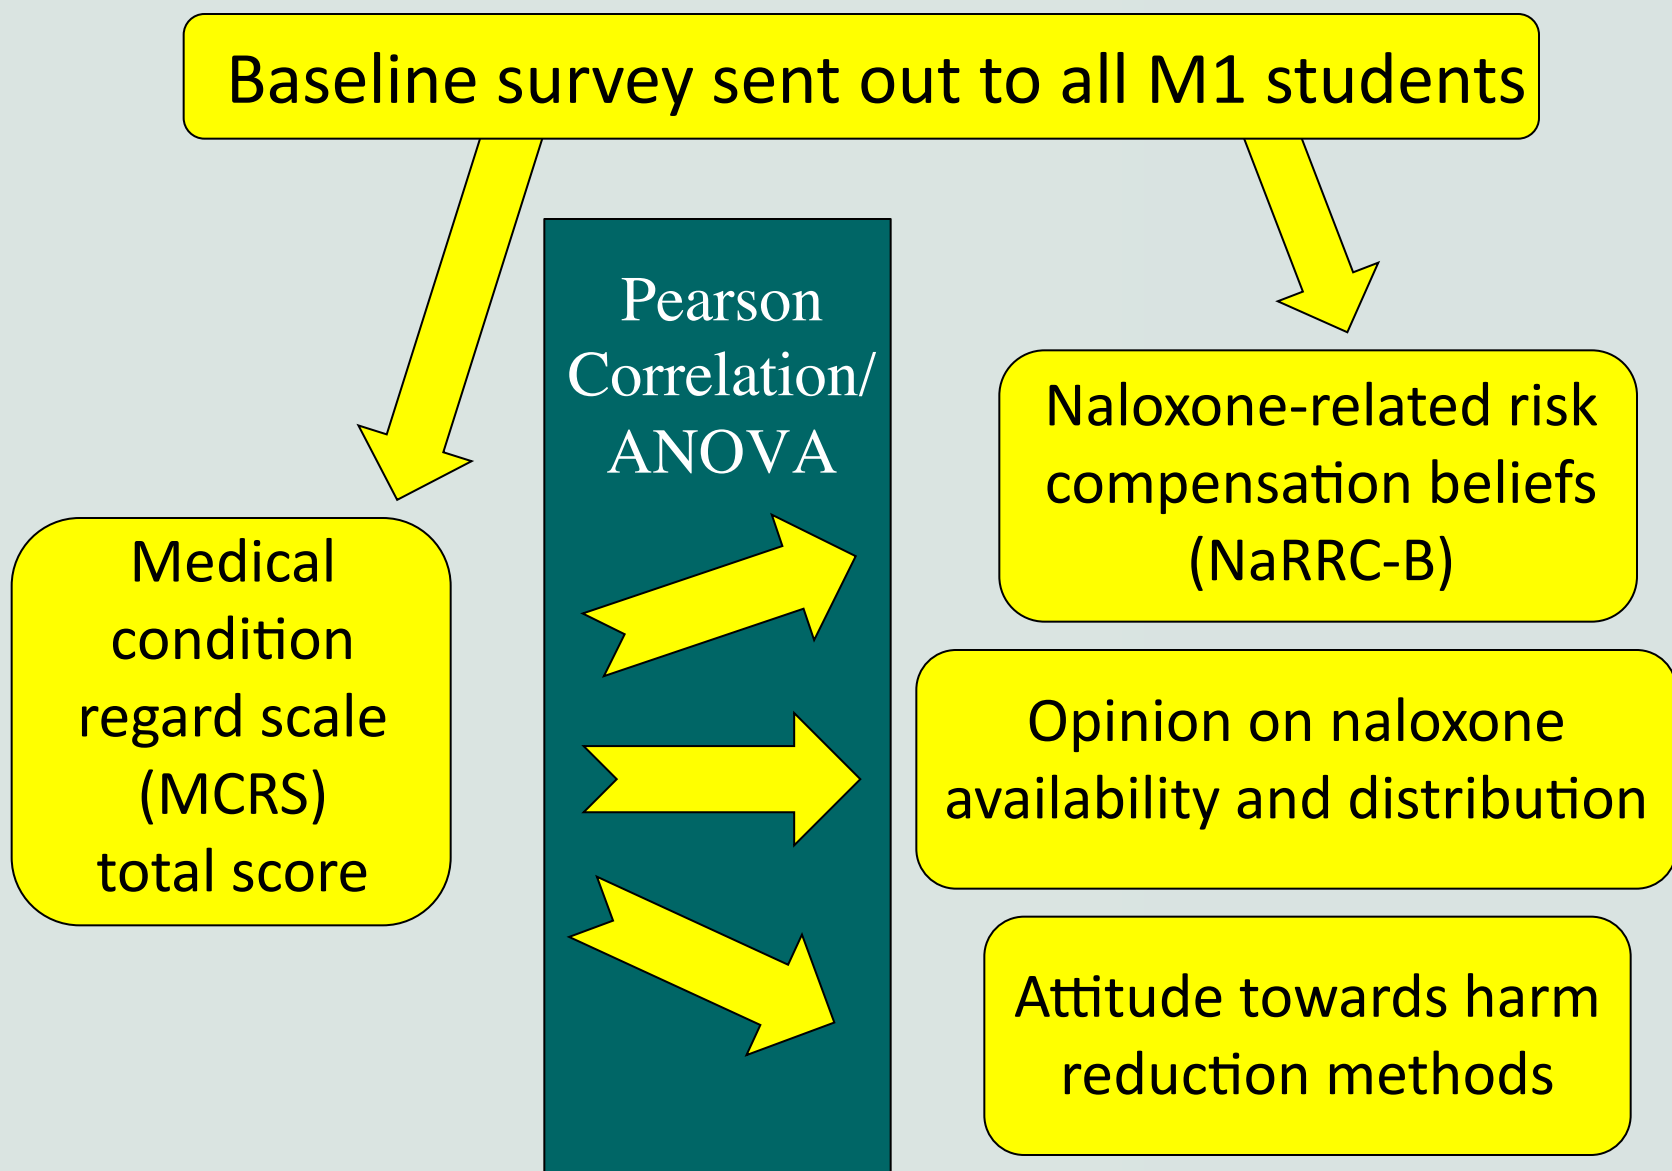 Baseline survey sent out to all M1 students
Pearson
Correlation/
ANOVA
Medical
condition
regard scale
(MCRS)
total score
Naloxone-related risk
compensation beliefs
(NaRRC-B)
Opinion on naloxone
availability and distribution
Attitude towards harm
reduction methods